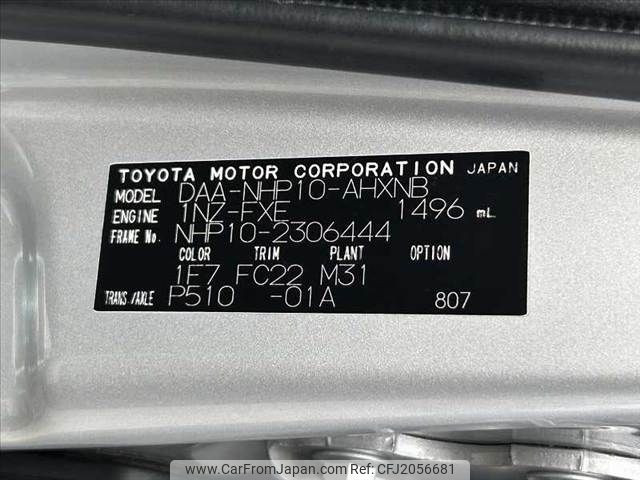 TOYOTA MOTOR CORPORATION JAPAN
MODEL DAA-NHP10-AHXNB
ENGINE 1NZ-FXE 1496 mL
FRAME No. NHP10-2306444
COLOR TRIM PLANT OPTION
1F7 FC22 M31
TRANS./AXLE P510 -01A 807
www.CarFromJapan.com [CFJ2056681]